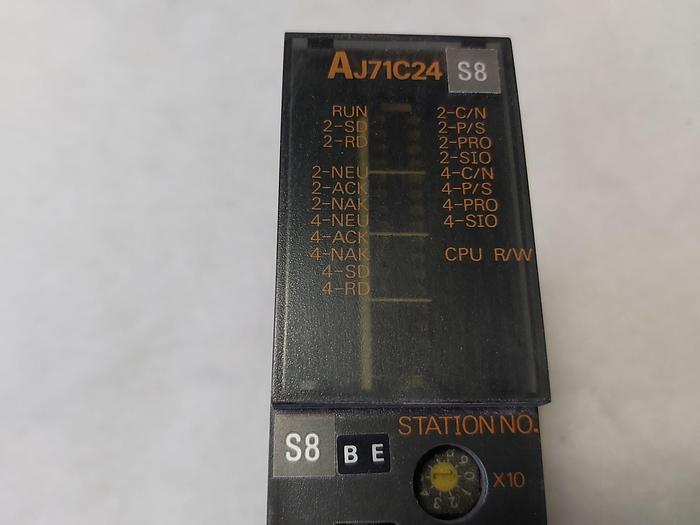 AJ71C24 S8
RUN
2-SD
2-RD
2-NEU
2-ACK
2-NAK
4-NEU
4-ACK
4-NAK
4-SD
4-RD
2-C/N
2-P/S
2-PRO
2-SIO
4-C/N
4-P/S
4-PRO
4-SIO
CPU R/W
STATION NO.
S8 B E
X10